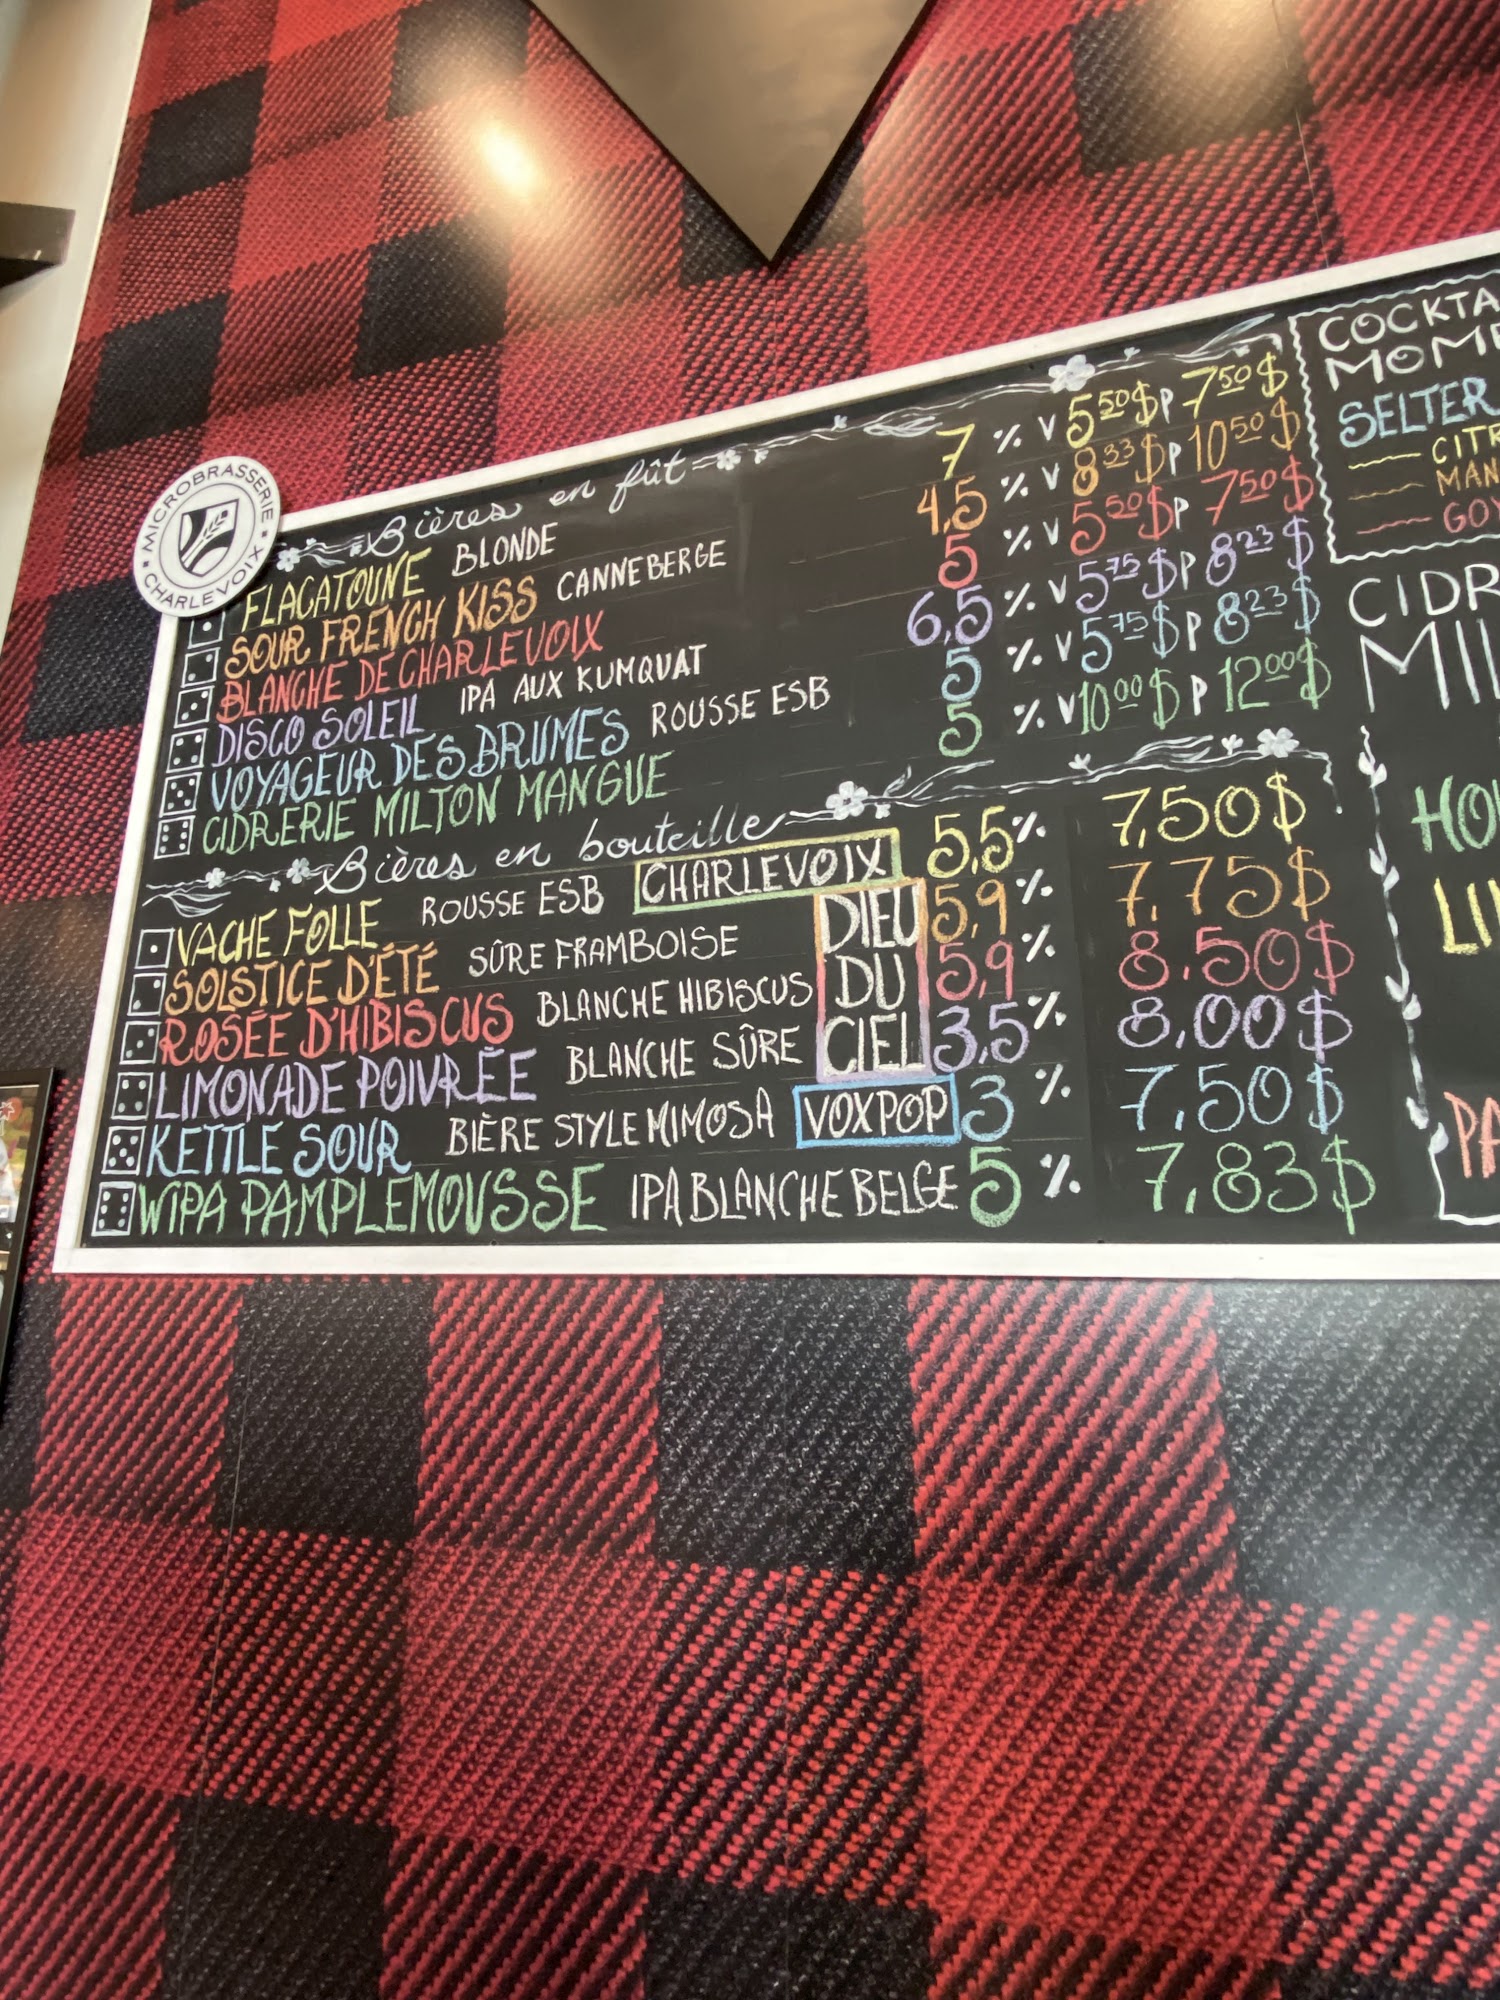 MICROBRASSERIE CHARLEVOIX
Bières en fût
FLACATOUNE BLONDE 7 % V 5 50 $ P 7 50 $
SOUR FRENCH KISS CANNEBERGE 4,5 % V 8 33 $ P 10 50 $
BLANCHE DE CHARLEVOIX 5 % V 5 50 $ P 7 50 $
DISCO SOLEIL IPA AUX KUMQUAT 6,5 % V 5 75 $ P 8 23 $
VOYAGEUR DES BRUMES ROUSSE ESB 5 % V 5 75 $ P 8 23 $
CIDRERIE MILTON MANGUE 5 % V 10 00 $ P 12 00 $
Bières en bouteille
VACHE FOLLE ROUSSE ESB CHARLEVOIX 5,5 % 7,50 $
SOLSTICE D'ÉTÉ SÛRE FRAMBOISE DIEU 5,9 % 7,75 $
ROSÉE D'HIBISCUS BLANCHE HIBISCUS DU 5,9 % 8.50 $
LIMONADE POIVRÉE BLANCHE SÛRE CIEL 3,5 % 8,00 $
KETTLE SOUR BIÈRE STYLE MIMOSA VOXPOP 3 % 7,50 $
WIPA PAMPLEMOUSSE IPA BLANCHE BELGE 5 % 7,83 $
COCKTA
MOME
SELTER
CITR
MAN
GOY
CIDR
MIL
HO
LI
PA